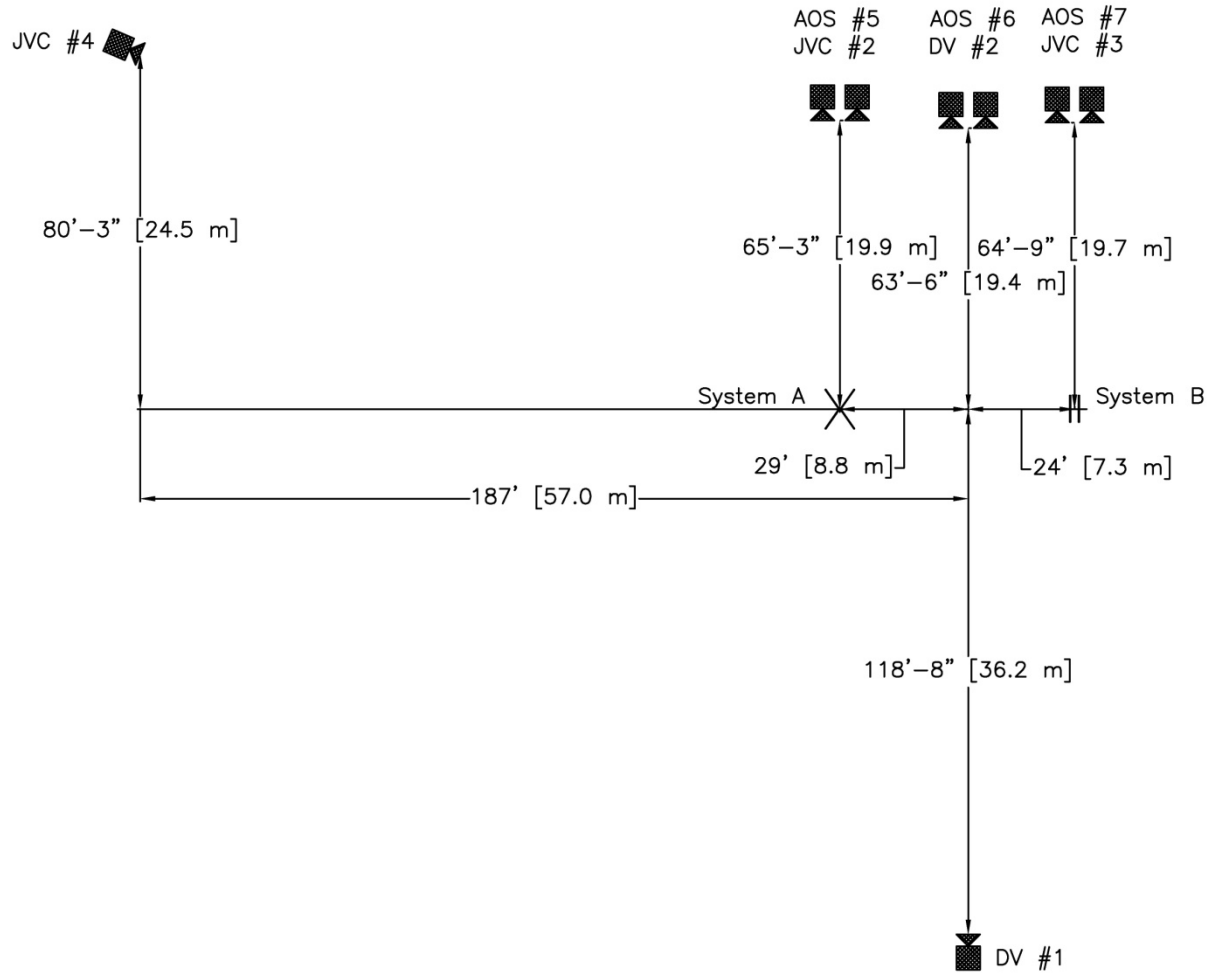 JVC #4
AOS #5
JVC #2
AOS #6
DV #2
AOS #7
JVC #3
80’-3” [24.5 m]
65’-3” [19.9 m]
64’-9” [19.7 m]
63’-6” [19.4 m]
System A
System B
29’ [8.8 m]
24’ [7.3 m]
187’ [57.0 m]
118’-8” [36.2 m]
DV #1